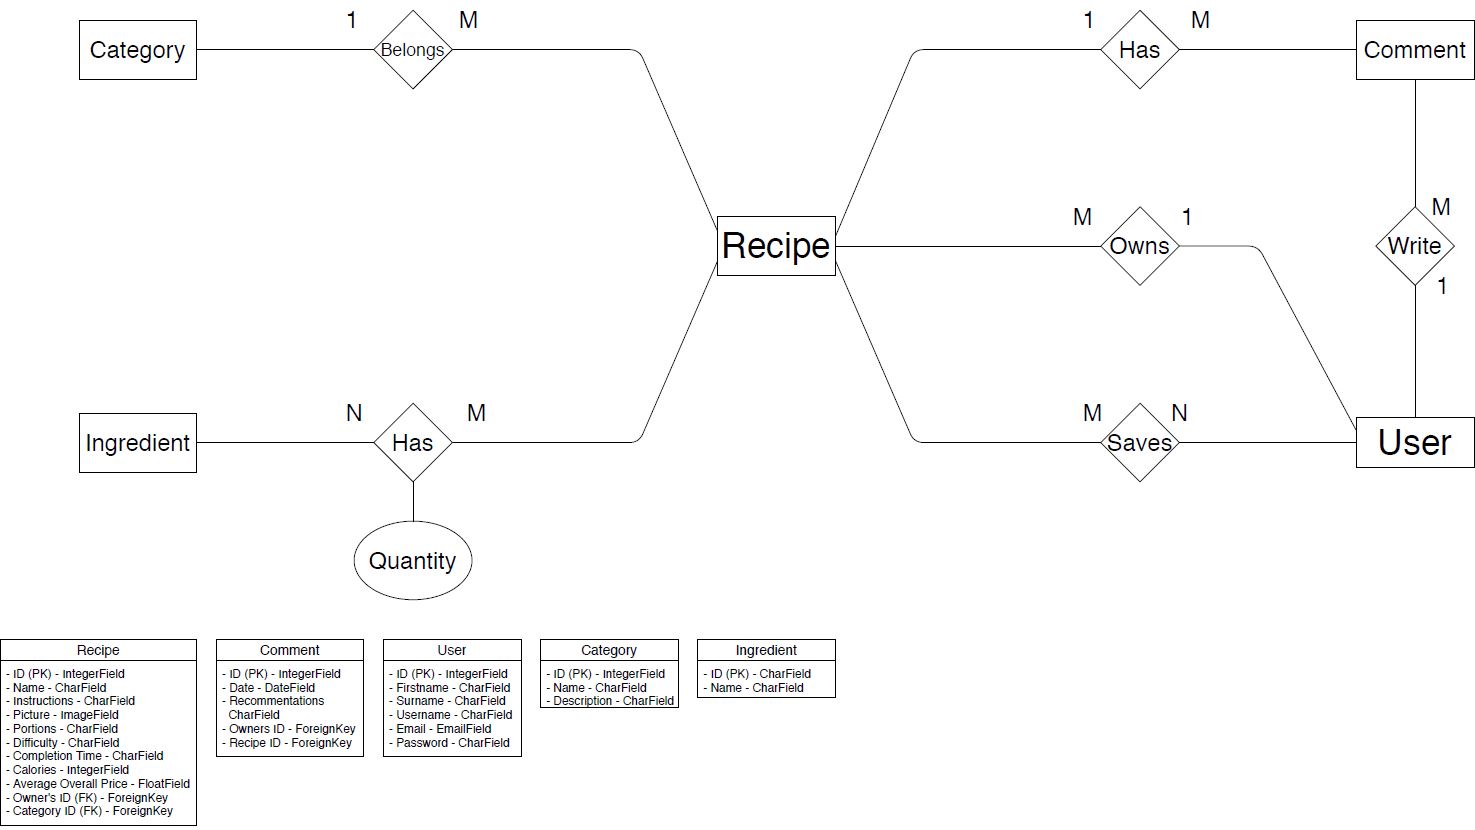 1
M
1
M
Category
Belongs
Has
Comment
M
1
M
Recipe
Owns
Write
1
N
M
M
N
Ingredient
Has
Saves
User
Quantity
Recipe
- ID (PK) - IntegerField
- Name - CharField
- Instructions - CharField
- Picture - ImageField
- Portions - CharField
- Difficulty - CharField
- Completion Time - CharField
- Calories - IntegerField
- Average Overall Price - FloatField
- Owner's ID (FK) - ForeignKey
- Category ID (FK) - ForeignKey
Comment
- ID (PK) - IntegerField
- Date - DateField
- Recommentations
CharField
- Owners ID - ForeignKey
- Recipe ID - ForeignKey
User
- ID (PK) - IntegerField
- Firstname - CharField
- Surname - CharField
- Username - CharField
- Email - EmailField
- Password - CharField
Category
- ID (PK) - IntegerField
- Name - CharField
- Description - CharField
Ingredient
- ID (PK) - CharField
- Name - CharField